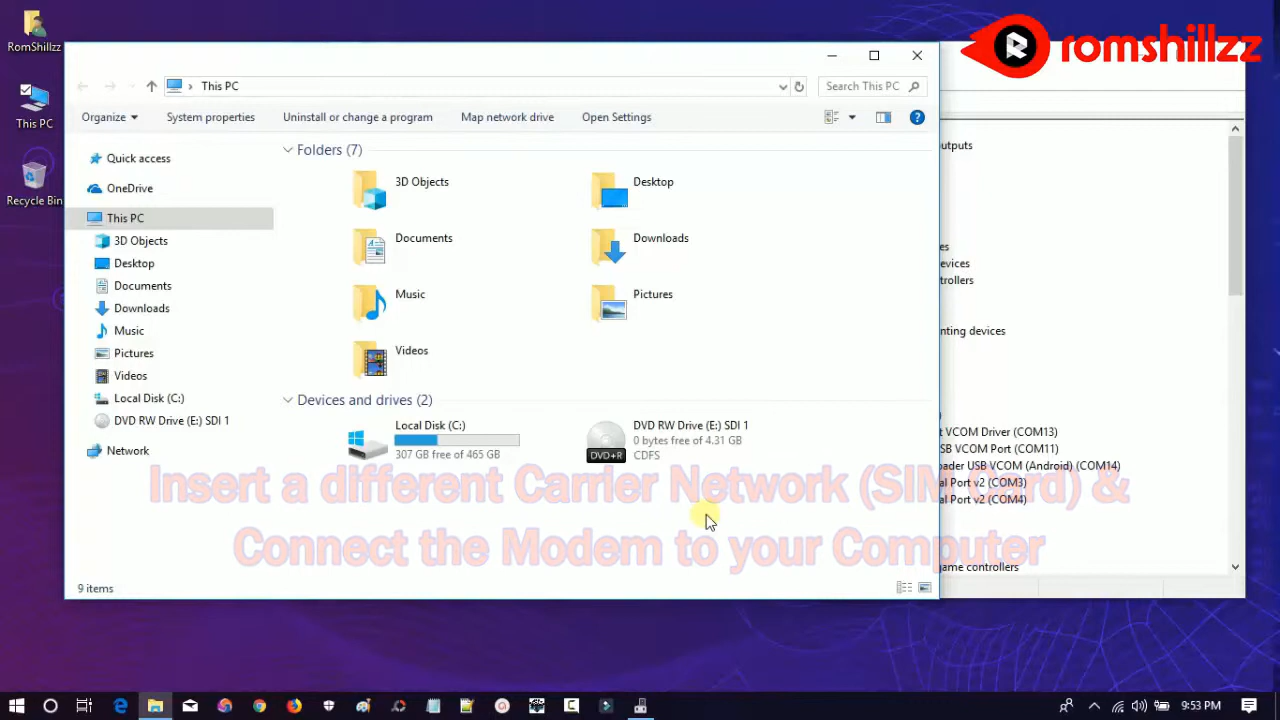 RomShillzz
This PC
Recycle Bin
romshillzz
This PC
Search This PC
Organize
System properties
Uninstall or change a program
Map network drive
Open Settings
Quick access
OneDrive
This PC
3D Objects
Desktop
Documents
Downloads
Music
Pictures
Videos
Local Disk (C:)
DVD RW Drive (E:) SDI 1
Network
Folders (7)
3D Objects
Desktop
Documents
Downloads
Music
Pictures
Videos
Devices and drives (2)
Local Disk (C:)
307 GB free of 465 GB
DVD RW Drive (E:) SDI 1
0 bytes free of 4.31 GB
CDFS
DVD+R
Insert a different Carrier Network (SIM Card) &
Connect the Modem to your Computer
9 items
utputs
es
evices
trollers
nting devices
)
t VCOM Driver (COM13)
SB VCOM Port (COM11)
ader USB VCOM (Android) (COM14)
al Port v2 (COM3)
al Port v2 (COM4)
game controllers
9:53 PM